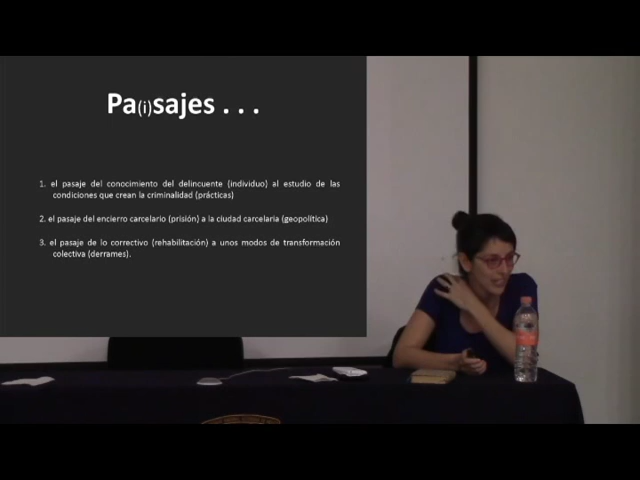 Pa(i)sajes . . .
1. el pasaje del conocimiento del delincuente (individuo) al estudio de las
condiciones que crean la criminalidad (prácticas)
2. el pasaje del encierro carcelario (prisión) a la ciudad carcelaria (geopolítica)
3. el pasaje de lo correctivo (rehabilitación) a unos modos de transformación
colectiva (derrames).